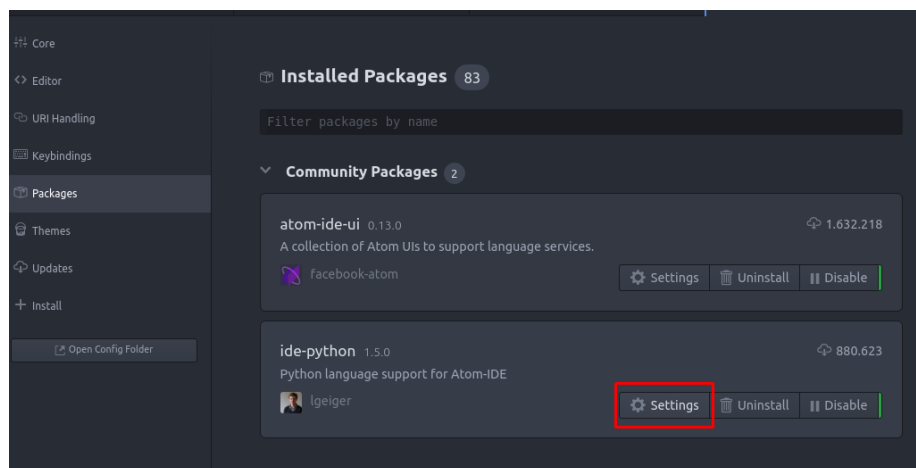 Core
Editor
URI Handling
Keybindings
Packages
Themes
Updates
Install
Open Config Folder
Installed Packages 83
Filter packages by name
Community Packages 2
atom-ide-ui 0.13.0 1.632.218
A collection of Atom UIs to support language services.
facebook-atom
Settings Uninstall Disable
ide-python 1.5.0 880.623
Python language support for Atom-IDE
lgeiger
Settings Uninstall Disable